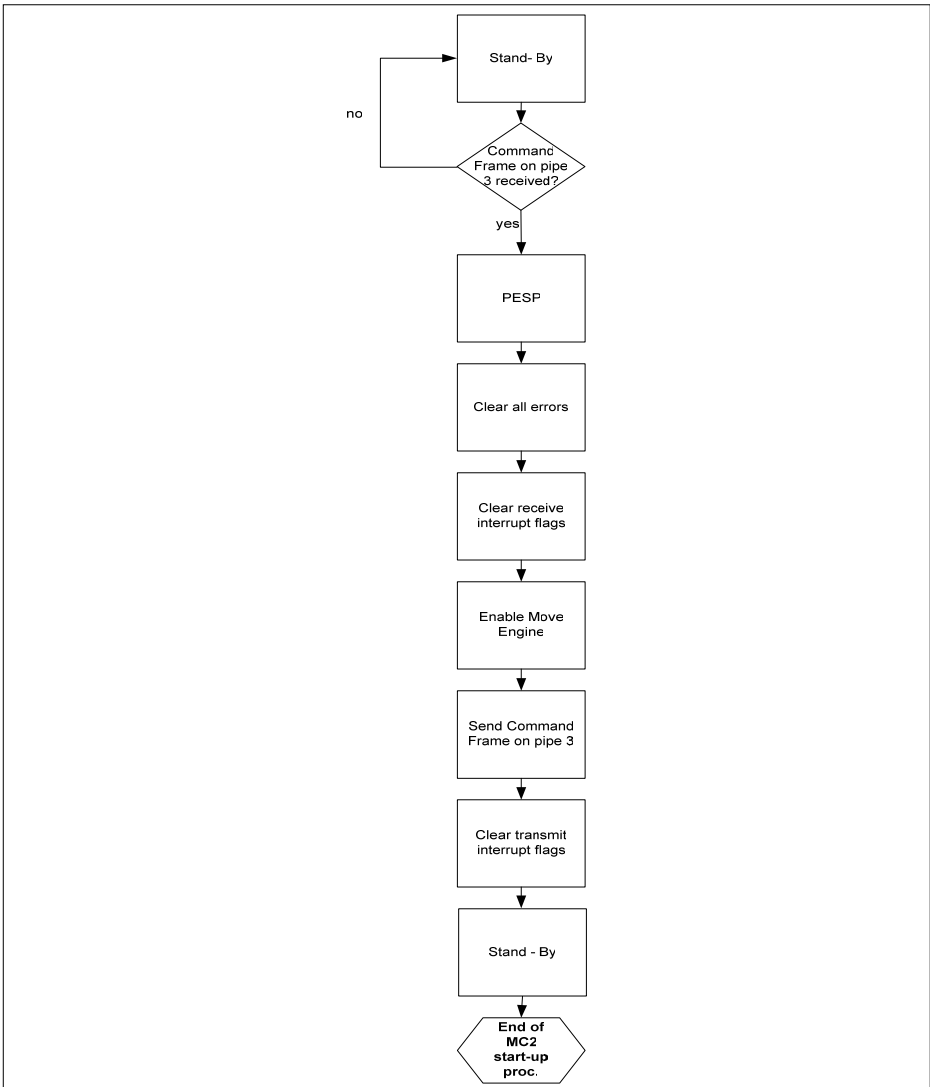 Stand- By
no
Command
Frame on pipe
3 received?
yes
PESP
Clear all errors
Clear receive
interrupt flags
Enable Move
Engine
Send Command
Frame on pipe 3
Clear transmit
interrupt flags
Stand - By
End of
MC2
start-up
proc.